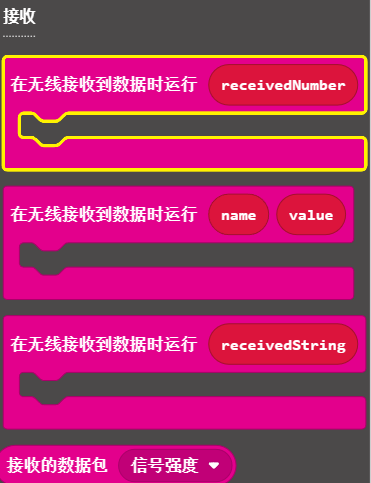 接收
在无线接收到数据时运行 receivedNumber
在无线接收到数据时运行 name value
在无线接收到数据时运行 receivedString
接收的数据包 信号强度